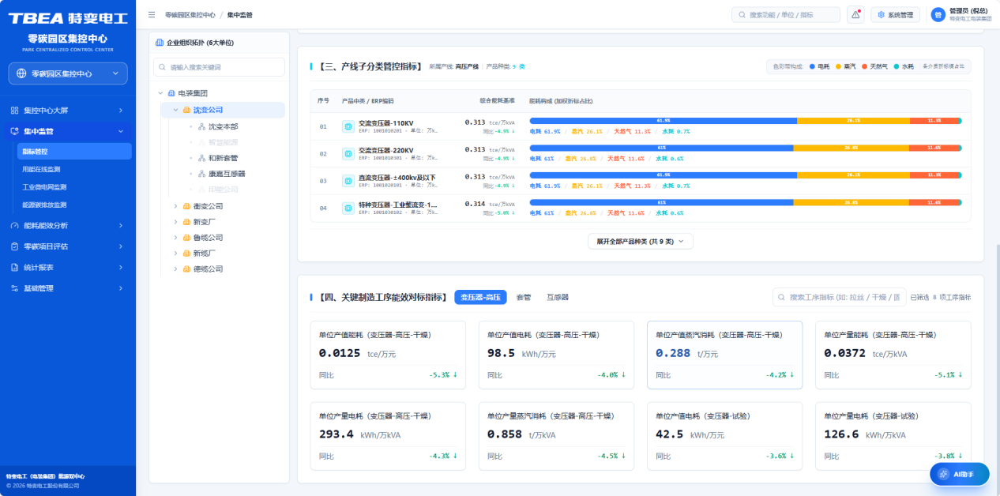 TBEA 特变电工
零碳园区集控中心
PARK CENTRALIZED CONTROL CENTER
零碳园区集控中心
集控中心大屏
集中监管
指标管控
用能在线监测
工业微电网监测
能源碳排放监测
能耗能效分析
零碳项目评估
统计报表
基础管理
特变电工（电装集团）能源双中心
© 2026 特变电工股份有限公司
零碳园区集控中心 / 集中监管
搜索功能 / 单位 / 指标
系统管理
管
管理员 (倪总)
特变电工电装集团
企业组织拓扑 (6大单位)
请输入搜索关键词
电装集团
沈变公司
沈变本部
智慧能源
和新套管
康嘉互感器
印能公司
衡变公司
新变厂
鲁缆公司
新缆厂
德缆公司
【三、产线子分类管控指标】 所属产线: 高压产线 | 产品种类: 9 类
色彩带构成: 电耗 蒸汽 天然气 水耗 各介质折标煤占比
序号 产品中类 / ERP编码 综合能耗基准 能耗构成 (加权折标占比)
01 交流变压器-110KV 0.313 tce/万kVA 61.9% 26.1% 11.3%
ERP: 1001010201 · 单位: 万k… 同比-4.9% ↓ 电耗 61.9% / 蒸汽 26.1% / 天然气 11.3% / 水耗 0.7%
02 交流变压器-220KV 0.313 tce/万kVA 61% 26.8% 11.6%
ERP: 1001010301 · 单位: 万k… 同比-4.9% ↓ 电耗 61% / 蒸汽 26.8% / 天然气 11.6% / 水耗 0.6%
03 直流变压器-±400kv及以下 0.313 tce/万kVA 61.9% 26.1% 11.3%
ERP: 1001020101 · 单位: 万k… 同比-4.9% ↓ 电耗 61.9% / 蒸汽 26.1% / 天然气 11.3% / 水耗 0.7%
04 特种变压器-工业整流变-1... 0.314 tce/万kVA 61% 26.8% 11.6%
ERP: 1001030102 · 单位: 万k… 同比-5.0% ↓ 电耗 61% / 蒸汽 26.8% / 天然气 11.6% / 水耗 0.6%
展开全部产品种类 (共 9 类)
【四、关键制造工序能效对标指标】 变压器-高压 套管 互感器
搜索工序指标 (如: 拉丝 / 干燥 / 固 已筛选 8 项工序指标
单位产值能耗（变压器-高压-干燥）
0.0125 tce/万元
同比 -5.3% ↓
单位产值电耗（变压器-高压-干燥）
98.5 kWh/万元
同比 -4.0% ↓
单位产值蒸汽消耗（变压器-高压-干燥）
0.288 t/万元
同比 -4.2% ↓
单位产量能耗（变压器-高压-干燥）
0.0372 tce/万kVA
同比 -5.1% ↓
单位产量电耗（变压器-高压-干燥）
293.4 kWh/万kVA
同比 -4.3% ↓
单位产量蒸汽消耗（变压器-高压-干燥）
0.858 t/万kVA
同比 -4.5% ↓
单位产值电耗（变压器-试验）
42.5 kWh/万元
同比 -3.6% ↓
单位产量电耗（变压器-试验）
126.6 kWh/万kVA
同比 -3.8% ↓
AI助手